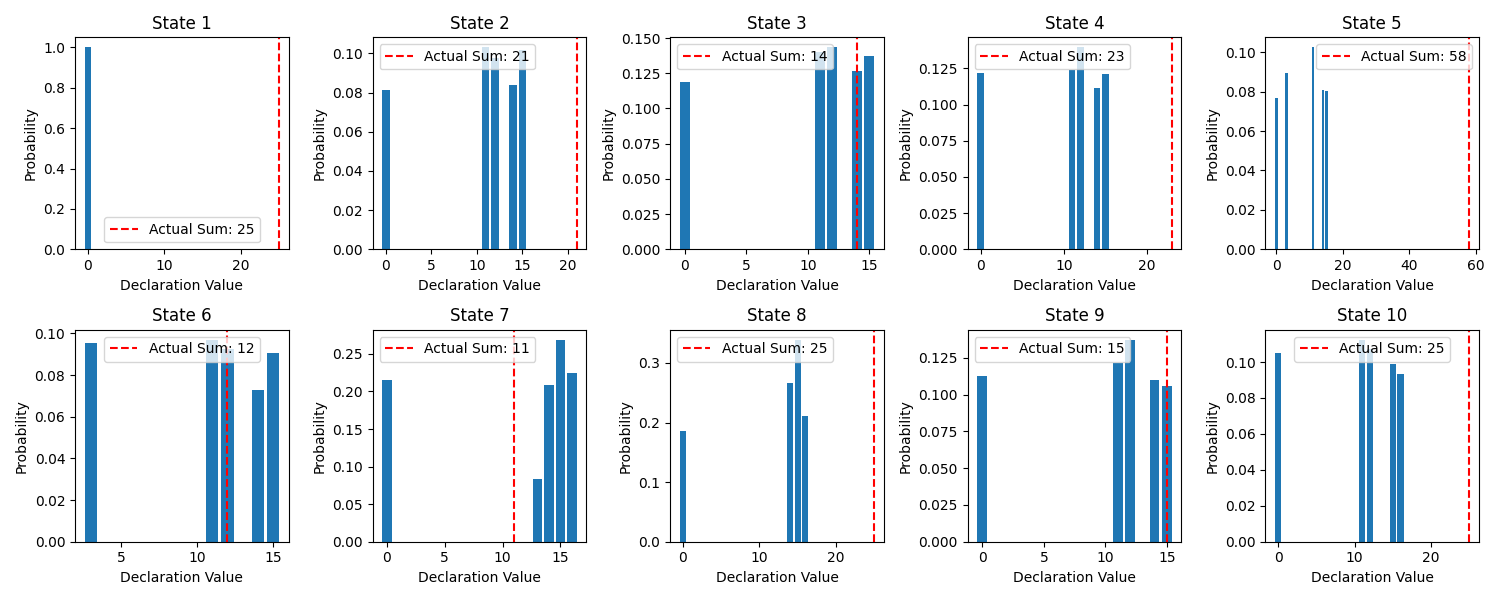 State 1
Probability
1.0
0.8
0.6
0.4
0.2
0.0
Actual Sum: 25
0 10 20
Declaration Value
State 2
Probability
0.10
0.08
0.06
0.04
0.02
0.00
Actual Sum: 21
0 5 10 15 20
Declaration Value
State 3
Probability
0.150
0.125
0.100
0.075
0.050
0.025
0.000
Actual Sum: 14
0 5 10 15
Declaration Value
State 4
Probability
0.125
0.100
0.075
0.050
0.025
0.000
Actual Sum: 23
0 10 20
Declaration Value
State 5
Probability
0.10
0.08
0.06
0.04
0.02
0.00
Actual Sum: 58
0 20 40 60
Declaration Value
State 6
Probability
0.10
0.08
0.06
0.04
0.02
0.00
Actual Sum: 12
5 10 15
Declaration Value
State 7
Probability
0.25
0.20
0.15
0.10
0.05
0.00
Actual Sum: 11
0 5 10 15
Declaration Value
State 8
Probability
0.3
0.2
0.1
0.0
Actual Sum: 25
0 10 20
Declaration Value
State 9
Probability
0.125
0.100
0.075
0.050
0.025
0.000
Actual Sum: 15
0 5 10 15
Declaration Value
State 10
Probability
0.10
0.08
0.06
0.04
0.02
0.00
Actual Sum: 25
0 10 20
Declaration Value